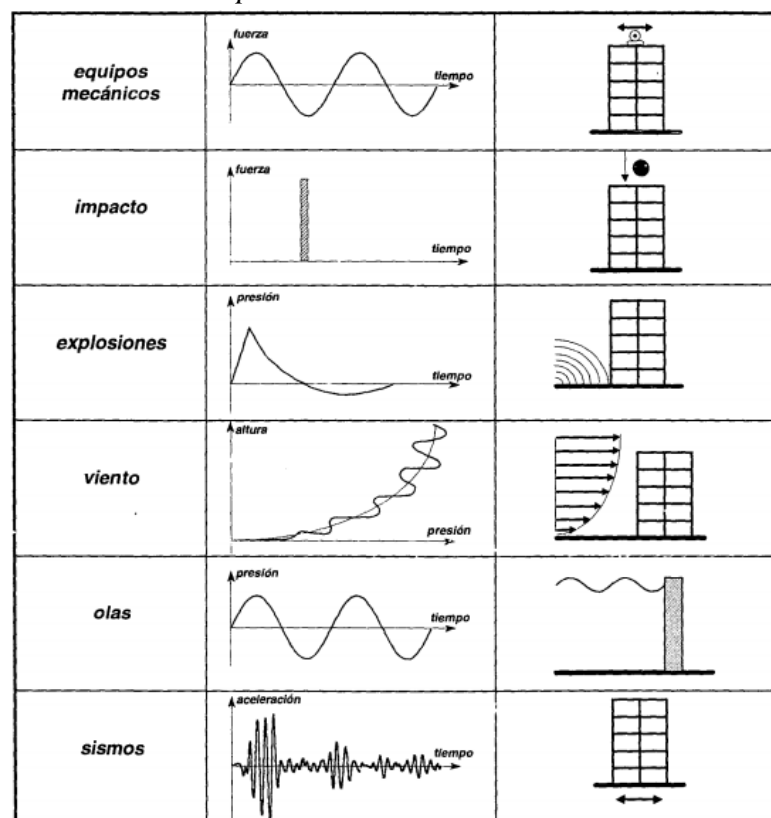 fuerza
tiempo
equipos
mecánicos
fuerza
impacto
tiempo
presión
explosiones
tiempo
altura
viento
presión
presión
olas
tiempo
aceleración
sismos
tiempo